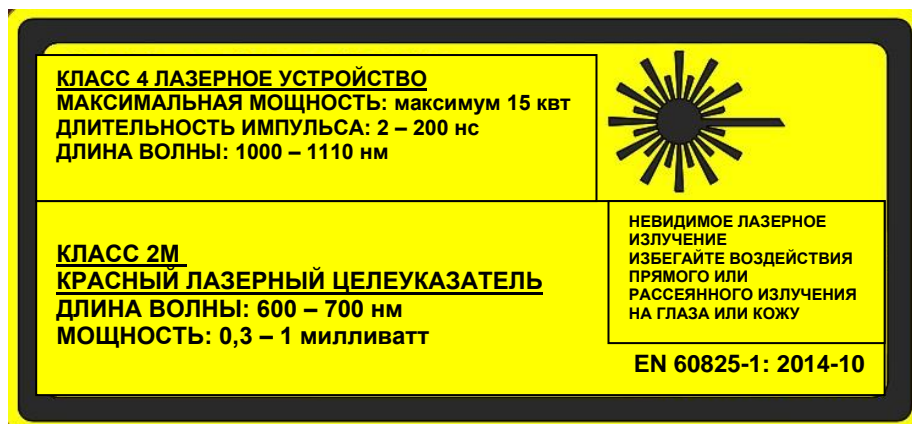 КЛАСС 4 ЛАЗЕРНОЕ УСТРОЙСТВО
МАКСИМАЛЬНАЯ МОЩНОСТЬ: максимум 15 квт
ДЛИТЕЛЬНОСТЬ ИМПУЛЬСА: 2 – 200 нс
ДЛИНА ВОЛНЫ: 1000 – 1110 нм
КЛАСС 2М
КРАСНЫЙ ЛАЗЕРНЫЙ ЦЕЛЕУКАЗАТЕЛЬ
ДЛИНА ВОЛНЫ: 600 – 700 нм
МОЩНОСТЬ: 0,3 – 1 милливатт
НЕВИДИМОЕ ЛАЗЕРНОЕ
ИЗЛУЧЕНИЕ
ИЗБЕГАЙТЕ ВОЗДЕЙСТВИЯ
ПРЯМОГО ИЛИ
РАССЕЯННОГО ИЗЛУЧЕНИЯ
НА ГЛАЗА ИЛИ КОЖУ
EN 60825-1: 2014-10